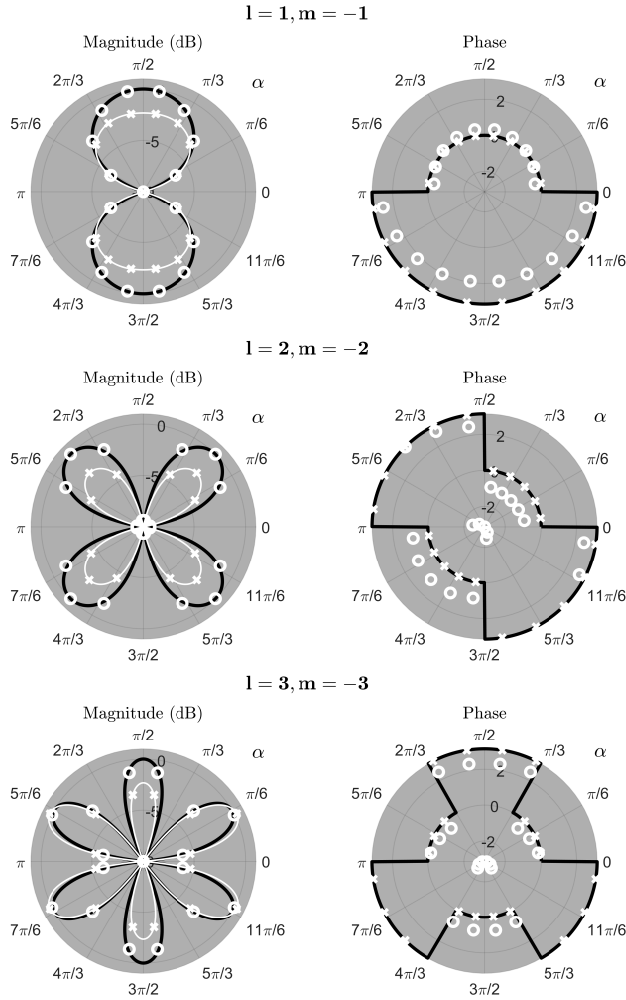 l = 1, m = −1
Magnitude (dB) Phase
π/2 π/2
2π/3 π/3 α 2π/3 π/3 α
5π/6 π/6 5π/6 2 π/6
-5
-2
π 0 π 0
7π/6 11π/6 7π/6 11π/6
4π/3 5π/3 4π/3 5π/3
3π/2 3π/2
l = 2, m = −2
Magnitude (dB) Phase
π/2 π/2
2π/3 π/3 α 2π/3 π/3 α
0
5π/6 π/6 5π/6 2 π/6
-5
-2
π 0 π 0
7π/6 11π/6 7π/6 11π/6
4π/3 5π/3 4π/3 5π/3
3π/2 3π/2
l = 3, m = −3
Magnitude (dB) Phase
π/2 π/2
2π/3 π/3 α 2π/3 π/3 α
0 2
5π/6 π/6 5π/6 π/6
0
-2
π 0 π 0
7π/6 11π/6 7π/6 11π/6
4π/3 5π/3 4π/3 5π/3
3π/2 3π/2